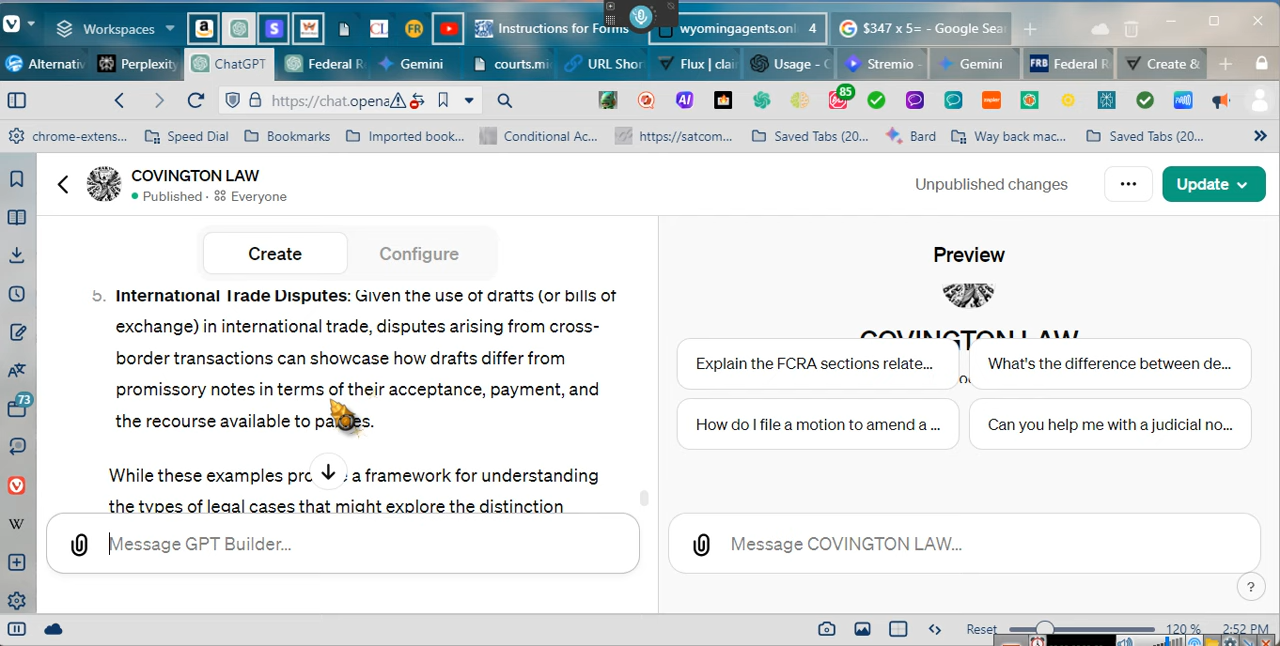 Workspaces
Instructions for Forms
wyomingagents.onl
4
$347 x 5= - Google Sear
Alternativ
Perplexity
ChatGPT
Federal R
Gemini
courts.mi
URL Shor
Flux | clai
Usage - C
Stremio -
Gemini
FRB Federal R
Create &
https://chat.opena
85
chrome-extens...
Speed Dial
Bookmarks
Imported book...
Conditional Ac...
https://satcom...
Saved Tabs (20...
Bard
Way back mac...
Saved Tabs (20...
COVINGTON LAW
Published · Everyone
Unpublished changes
Update
Create
Configure
5. International Trade Disputes: Given the use of drafts (or bills of
exchange) in international trade, disputes arising from cross-
border transactions can showcase how drafts differ from
promissory notes in terms of their acceptance, payment, and
the recourse available to parties.
While these examples pro e a framework for understanding
the types of legal cases that might explore the distinction
Message GPT Builder...
Preview
COVINGTON LAW
Explain the FCRA sections relate...
What's the difference between de...
How do I file a motion to amend a ...
Can you help me with a judicial no...
Message COVINGTON LAW...
?
73
W
Reset
120 %
2:52 PM